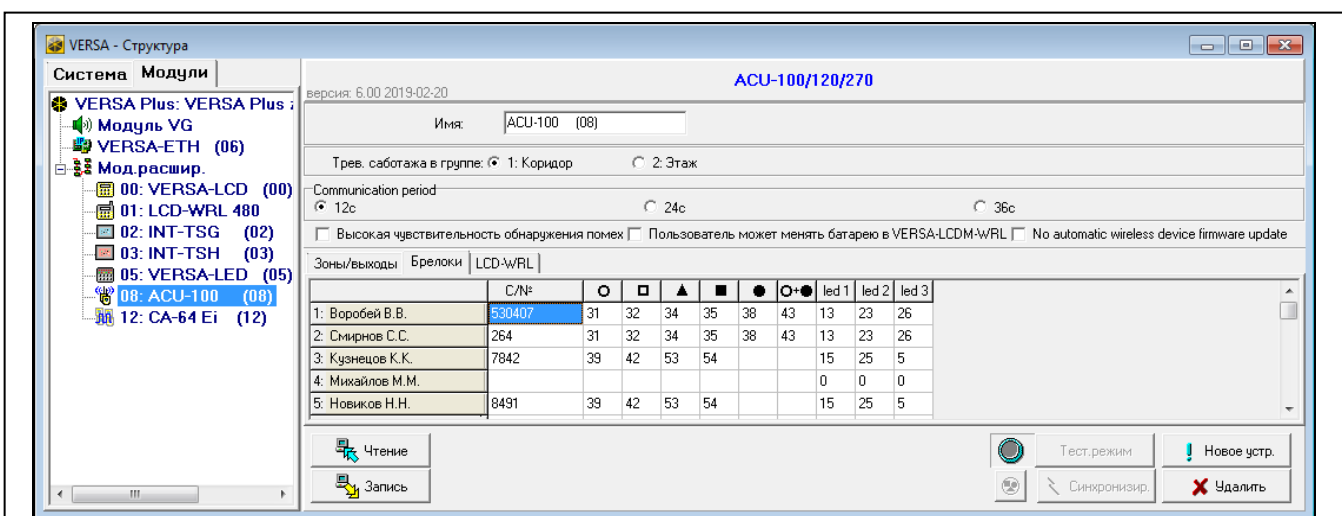 VERSA - Структура
Система Модули
VERSA Plus: VERSA Plus
Модуль VG
VERSA-ETH (06)
Мод.расшир.
00: VERSA-LCD (00)
01: LCD-WRL 480
02: INT-TSG (02)
03: INT-TSH (03)
05: VERSA-LED (05)
08: ACU-100 (08)
12: CA-64 Ei (12)
ACU-100/120/270
версия: 6.00 2019-02-20
Имя: ACU-100 (08)
Трев. саботажа в группе: 1: Коридор 2: Этаж
Communication period
12с 24с 36с
Высокая чувствительность обнаружения помех Пользователь может менять батарею в VERSA-LCDM-WRL No automatic wireless device firmware update
Зоны/выходы Брелоки LCD-WRL
С/№ led 1 led 2 led 3
1: Воробей В.В. 530407 31 32 34 35 38 43 13 23 26
2: Смирнов С.С. 264 31 32 34 35 38 43 13 23 26
3: Кузнецов К.К. 7842 39 42 53 54 15 25 5
4: Михайлов М.М. 0 0 0
5: Новиков Н.Н. 8491 39 42 53 54 15 25 5
Чтение Тест.режим Новое устр.
Запись Синхронизир. Удалить